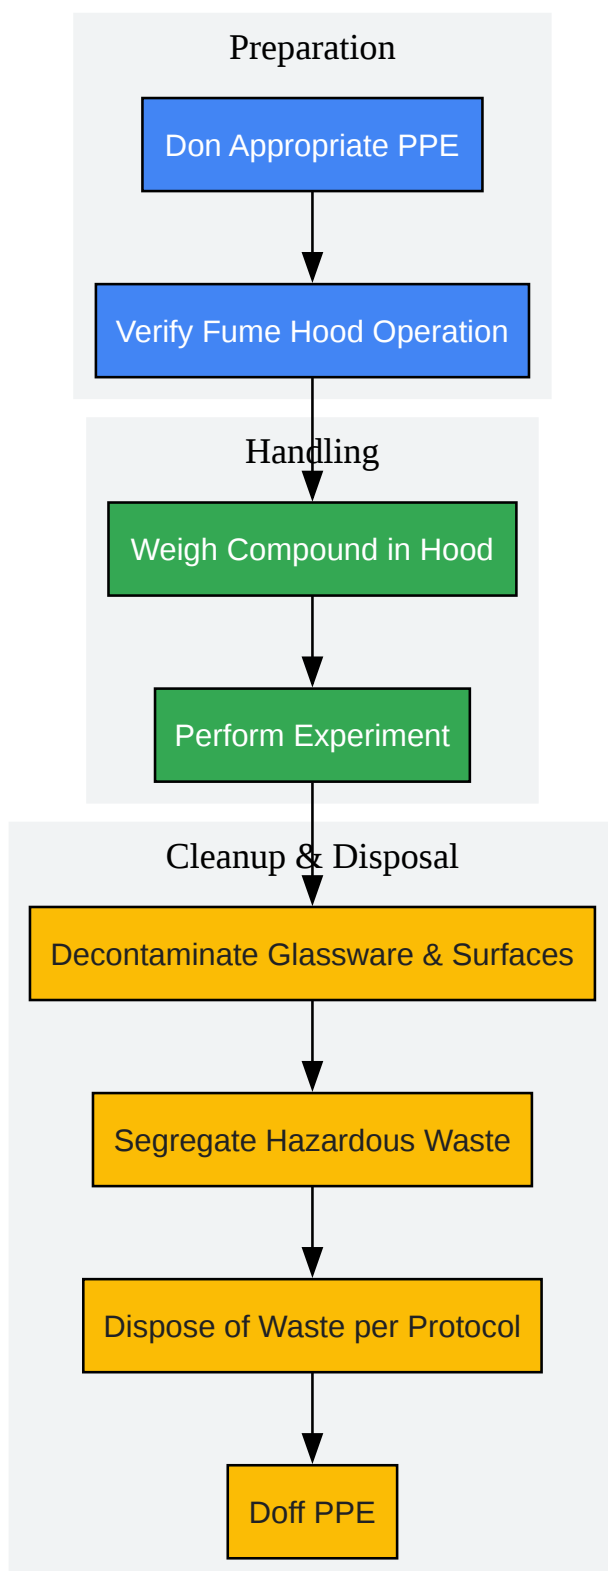 Preparation
Don Appropriate PPE
Verify Fume Hood Operation
Handling
Weigh Compound in Hood
Perform Experiment
Cleanup & Disposal
Decontaminate Glassware & Surfaces
Segregate Hazardous Waste
Dispose of Waste per Protocol
Doff PPE